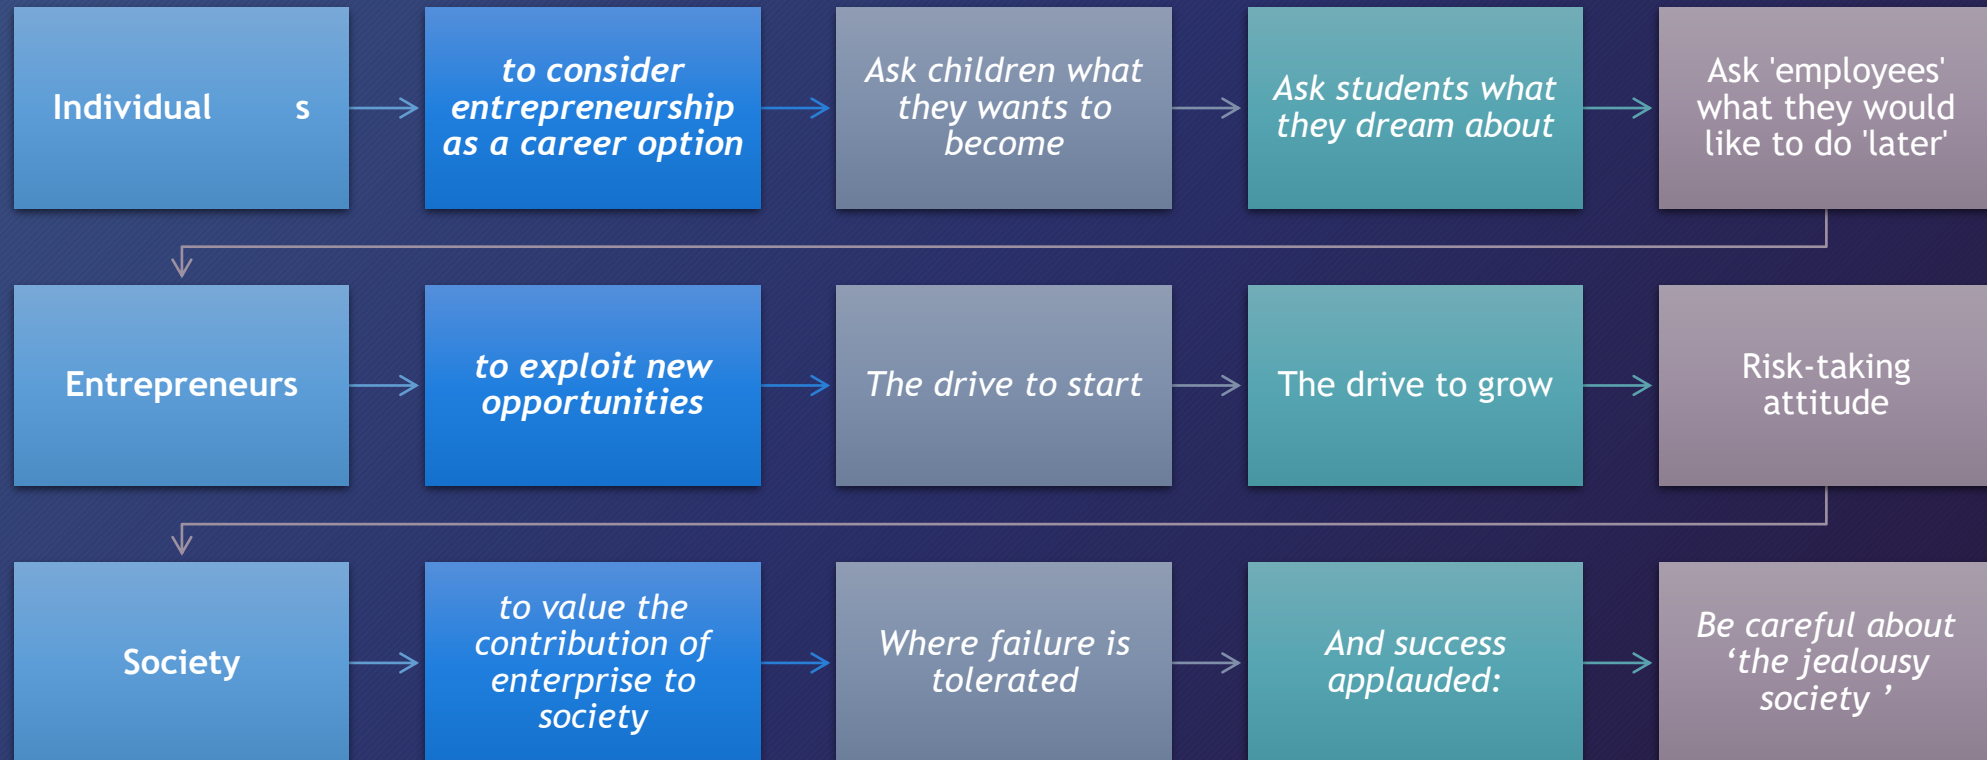 Individual s
to consider
entrepreneurship
as a career option
Ask children what
they wants to
become
Ask students what
they dream about
Ask 'employees'
what they would
like to do 'later'
Entrepreneurs
to exploit new
opportunities
The drive to start
The drive to grow
Risk-taking
attitude
Society
to value the
contribution of
enterprise to
society
Where failure is
tolerated
And success
applauded:
Be careful about
‘the jealousy
society ’